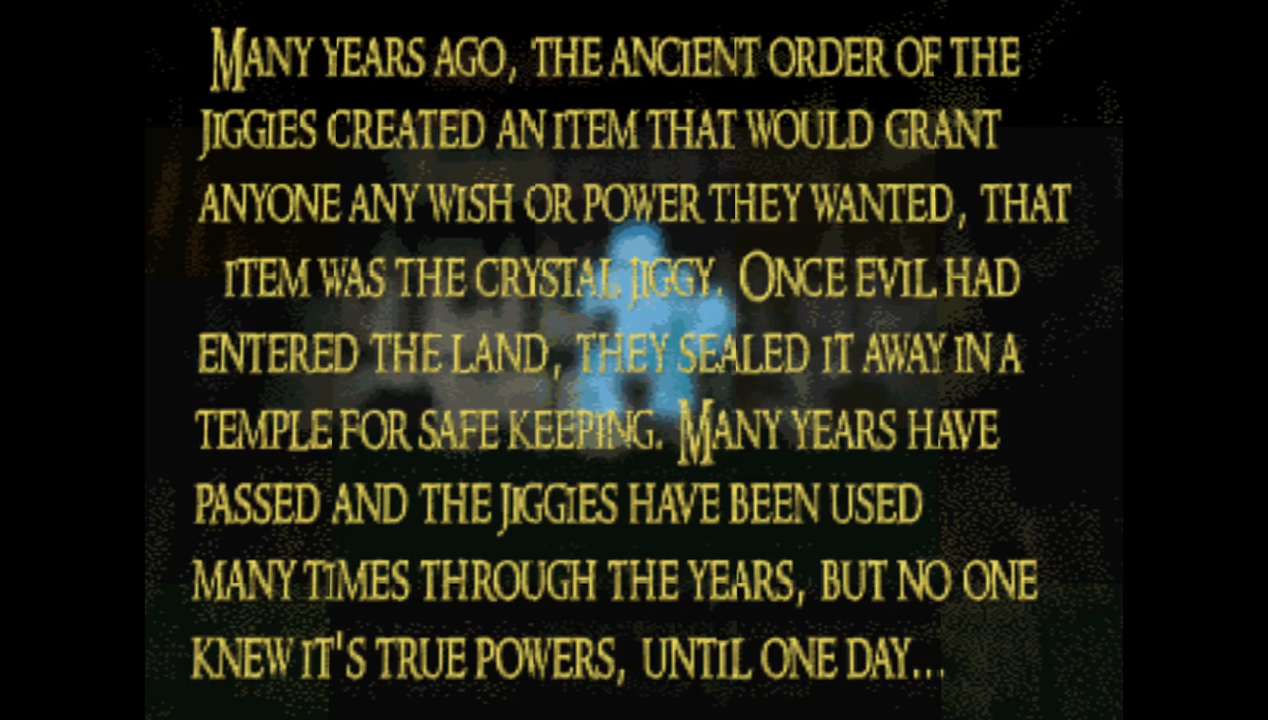 Many years ago, the ancient order of the
Jiggies created an item that would grant
anyone any wish or power they wanted, that
item was the crystal Jiggy. Once evil had
entered the land, they sealed it away in a
temple for safe keeping. Many years have
passed and the Jiggies have been used
many times through the years, but no one
knew it's true powers, until one day...